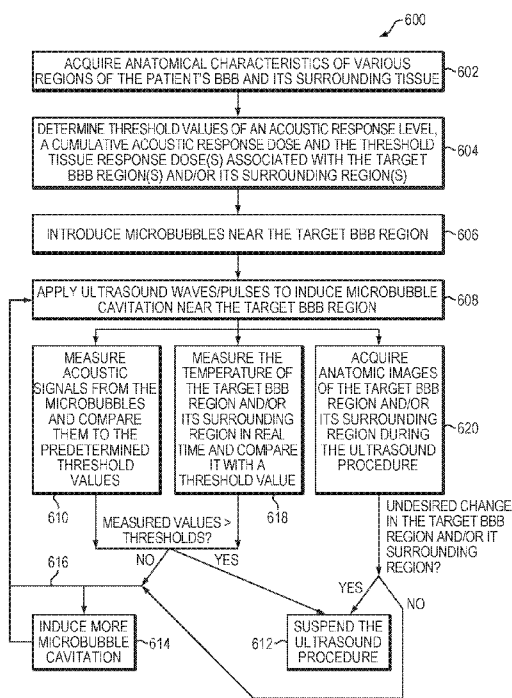 600
ACQUIRE ANATOMICAL CHARACTERISTICS OF VARIOUS
REGIONS OF THE PATIENT'S BBB AND ITS SURROUNDING TISSUE
602
DETERMINE THRESHOLD VALUES OF AN ACOUSTIC RESPONSE LEVEL,
A CUMULATIVE ACOUSTIC RESPONSE DOSE AND THE THRESHOLD
TISSUE RESPONSE DOSE(S) ASSOCIATED WITH THE TARGET
BBB REGION(S) AND/OR ITS SURROUNDING REGION(S)
604
INTRODUCE MICROBUBBLES NEAR THE TARGET BBB REGION
606
APPLY ULTRASOUND WAVES/PULSES TO INDUCE MICROBUBBLE
CAVITATION NEAR THE TARGET BBB REGION
608
MEASURE
ACOUSTIC
SIGNALS FROM THE
MICROBUBBLES
AND COMPARE
THEM TO THE
PREDETERMINED
THRESHOLD
VALUES
610
MEASURE THE
TEMPERATURE OF
THE TARGET BBB
REGION AND/OR
ITS SURROUNDING
REGION IN REAL
TIME AND COMPARE
IT WITH A
THRESHOLD VALUE
618
ACQUIRE
ANATOMIC IMAGES
OF THE TARGET BBB
REGION AND/OR
ITS SURROUNDING
REGION DURING
THE ULTRASOUND
PROCEDURE
620
MEASURED VALUES >
THRESHOLDS?
NO
YES
UNDESIRED CHANGE
IN THE TARGET BBB
REGION AND/OR IT
SURROUNDING
REGION?
YES
NO
616
INDUCE MORE
MICROBUBBLE
CAVITATION
614
612
SUSPEND THE
ULTRASOUND
PROCEDURE